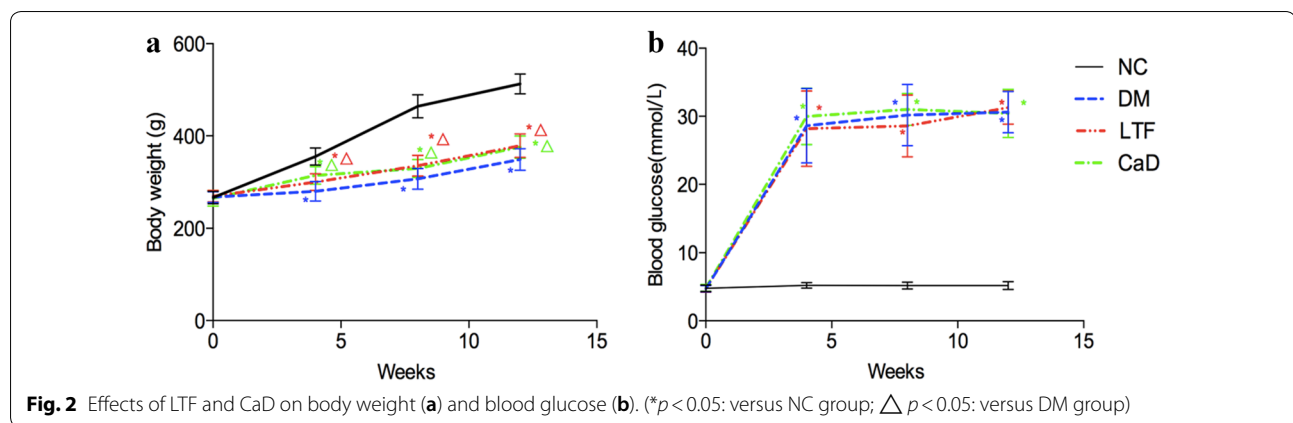 a
600
400
200
0
Body weight (g)
* △
* △
* △
* △
* △
* △
*
*
*
0 5 10 15
Weeks
b
40
30
20
10
0
Blood glucose(mmol/L)
* * *
* * *
* * *
0 5 10 15
Weeks
NC
DM
LTF
CaD
Fig. 2 Effects of LTF and CaD on body weight (a) and blood glucose (b). (*p < 0.05: versus NC group; △ p < 0.05: versus DM group)